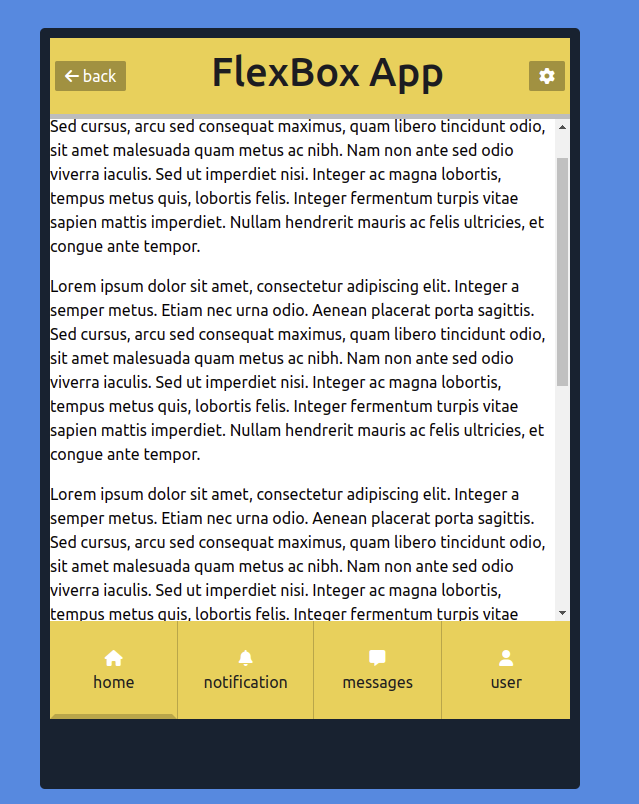 back
FlexBox App
Sed cursus, arcu sed consequat maximus, quam libero tincidunt odio,
sit amet malesuada quam metus ac nibh. Nam non ante sed odio
viverra iaculis. Sed ut imperdiet nisi. Integer ac magna lobortis,
tempus metus quis, lobortis felis. Integer fermentum turpis vitae
sapien mattis imperdiet. Nullam hendrerit mauris ac felis ultricies, et
congue ante tempor.
Lorem ipsum dolor sit amet, consectetur adipiscing elit. Integer a
semper metus. Etiam nec urna odio. Aenean placerat porta sagittis.
Sed cursus, arcu sed consequat maximus, quam libero tincidunt odio,
sit amet malesuada quam metus ac nibh. Nam non ante sed odio
viverra iaculis. Sed ut imperdiet nisi. Integer ac magna lobortis,
tempus metus quis, lobortis felis. Integer fermentum turpis vitae
sapien mattis imperdiet. Nullam hendrerit mauris ac felis ultricies, et
congue ante tempor.
Lorem ipsum dolor sit amet, consectetur adipiscing elit. Integer a
semper metus. Etiam nec urna odio. Aenean placerat porta sagittis.
Sed cursus, arcu sed consequat maximus, quam libero tincidunt odio,
sit amet malesuada quam metus ac nibh. Nam non ante sed odio
viverra iaculis. Sed ut imperdiet nisi. Integer ac magna lobortis,
tempus metus quis, lobortis felis. Integer fermentum turpis vitae
home
notification
messages
user